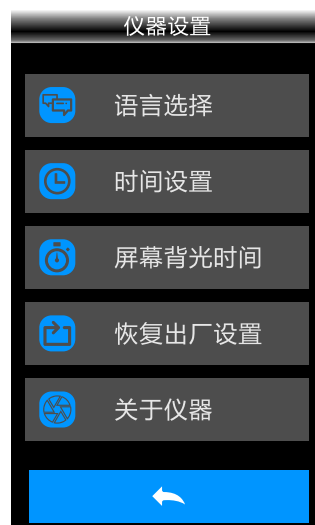 仪器设置
语言选择
时间设置
屏幕背光时间
恢复出厂设置
关于仪器